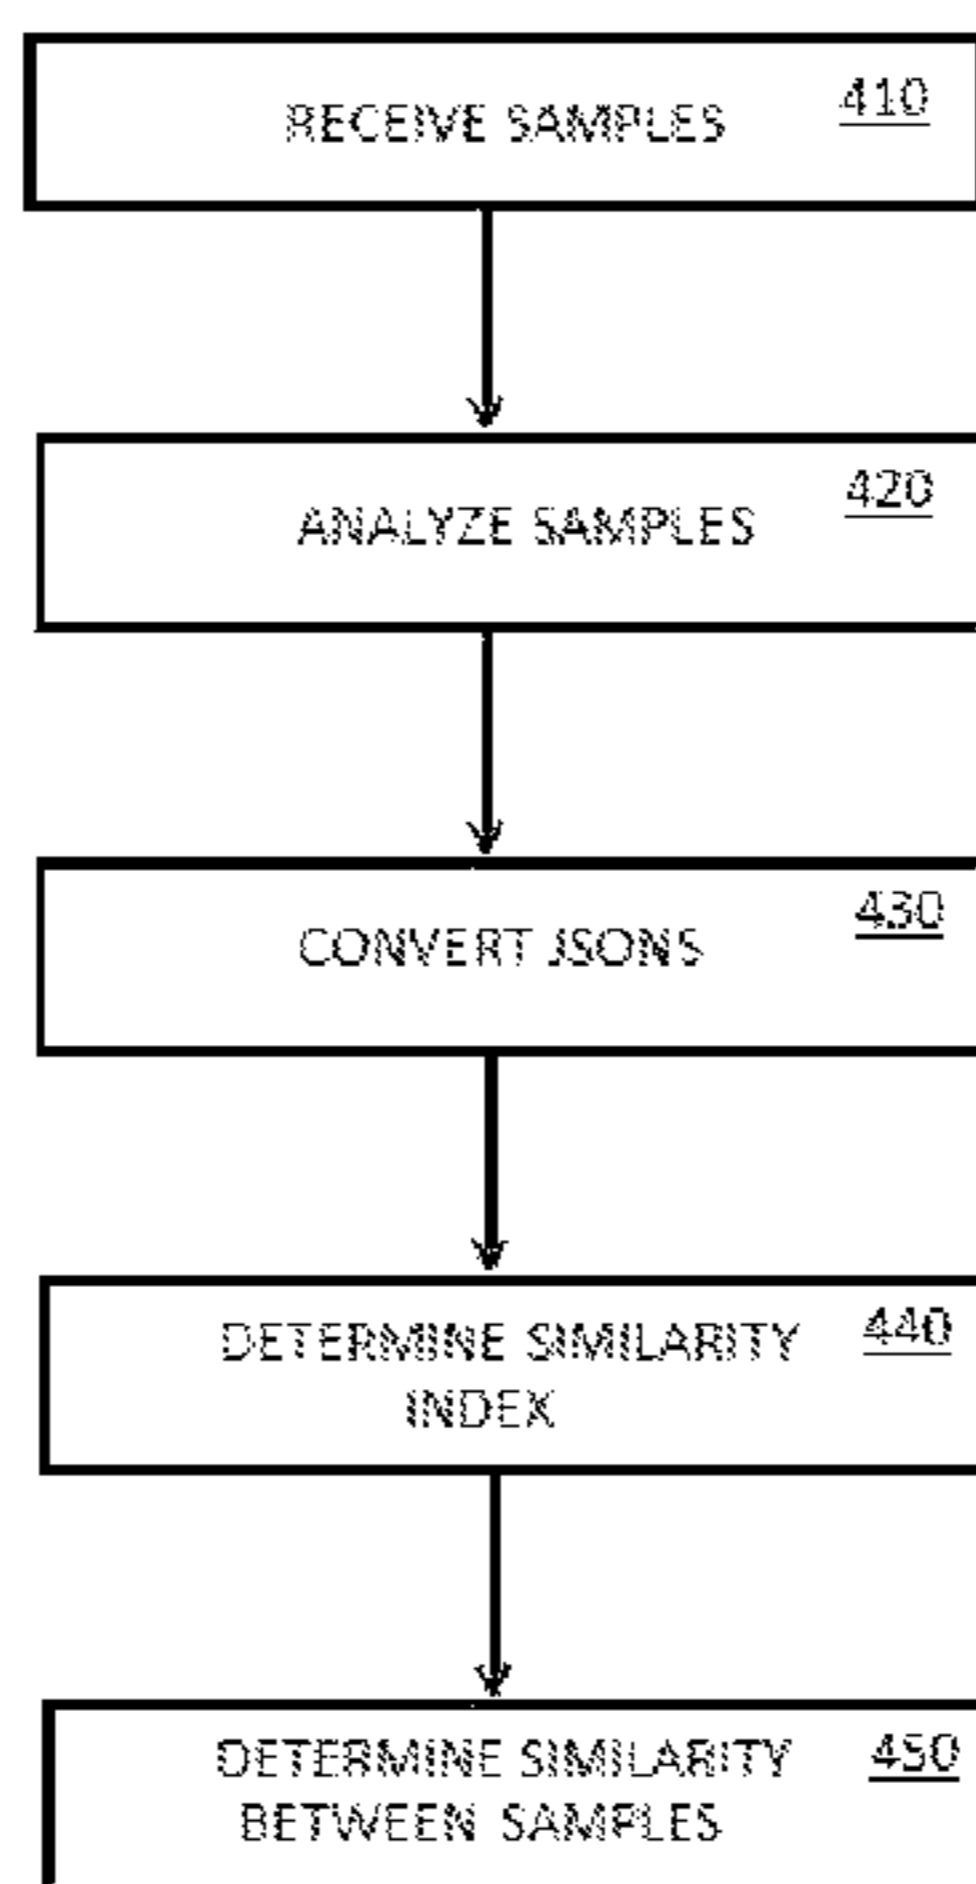 RECEIVE SAMPLES 410
ANALYZE SAMPLES 420
CONVERT JSONS 430
DETERMINE SIMILARITY 440
INDEX
DETERMINE SIMILARITY 450
BETWEEN SAMPLES